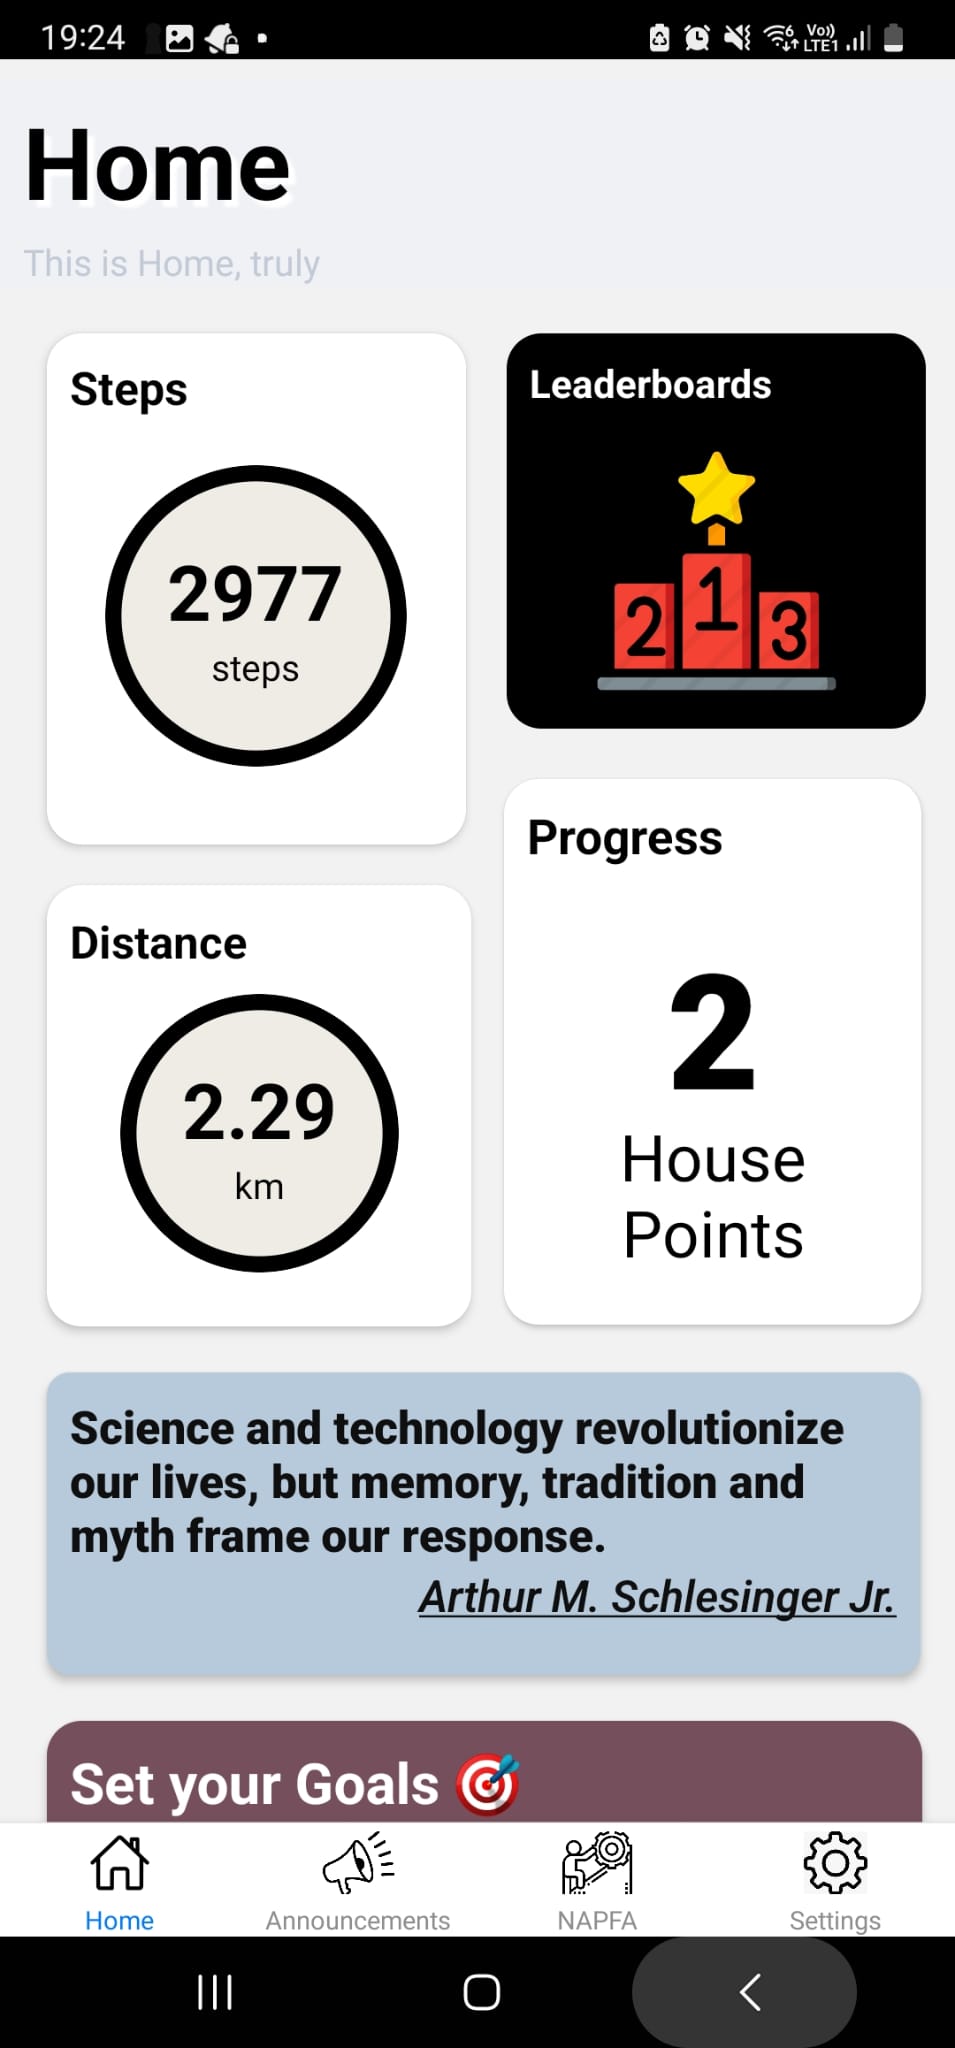 19:24
6 Vo))
LTE1
Home
This is Home, truly
Steps
2977
steps
Leaderboards
2 1 3
Distance
2.29
km
Progress
2
House
Points
Science and technology revolutionize
our lives, but memory, tradition and
myth frame our response.
Arthur M. Schlesinger Jr.
Set your Goals 🎯
Home
Announcements
NAPFA
Settings